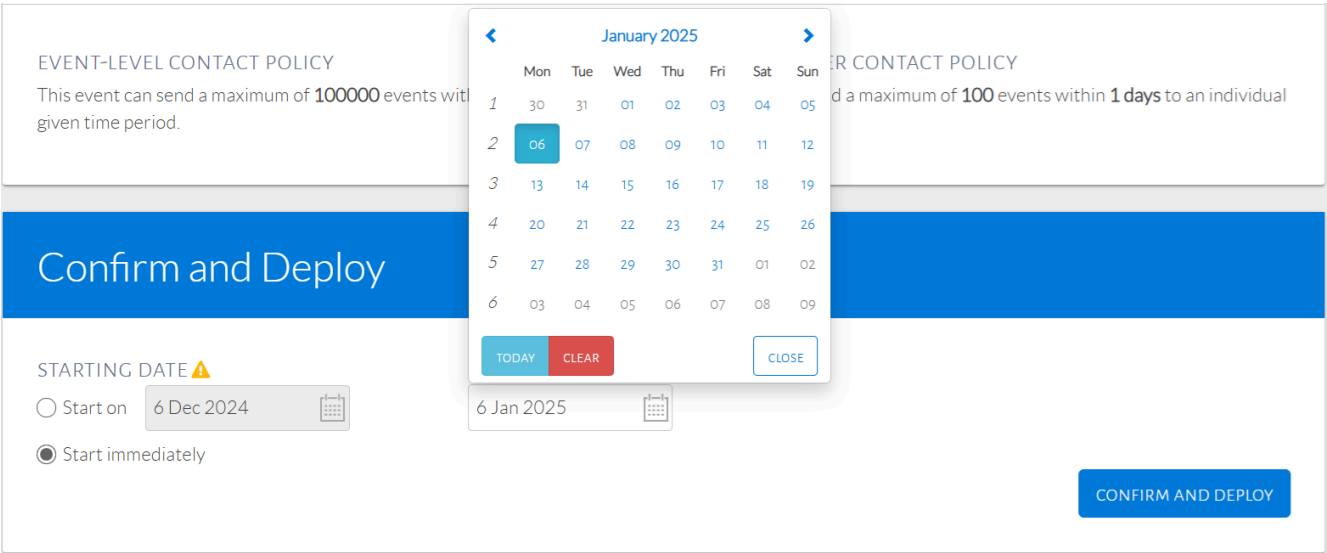 January 2025
Mon Tue Wed Thu Fri Sat Sun
1 30 31 01 02 03 04 05
2 06 07 08 09 10 11 12
3 13 14 15 16 17 18 19
4 20 21 22 23 24 25 26
5 27 28 29 30 31 01 02
6 03 04 05 06 07 08 09
TODAY CLEAR CLOSE
EVENT-LEVEL CONTACT POLICY
This event can send a maximum of 100000 events
given time period.
CONTACT POLICY
a maximum of 100 events within 1 days to an individual
Confirm and Deploy
STARTING DATE
Start on 6 Dec 2024 6 Jan 2025
Start immediately
CONFIRM AND DEPLOY